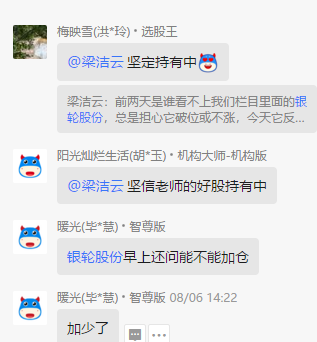 梅映雪(洪*玲)•选股王
@梁洁云 坚定持有中
梁洁云：前两天是谁看不上我们栏目里面的银
轮股份，总是担心它破位或不涨，今天它反...
阳光灿烂生活(胡*玉)•机构大师-机构版
@梁洁云 坚信老师的好股持有中
暖光(毕*慧)•智尊版
银轮股份早上还问能不能加仓
暖光(毕*慧)•智尊版 08/06 14:22
加少了